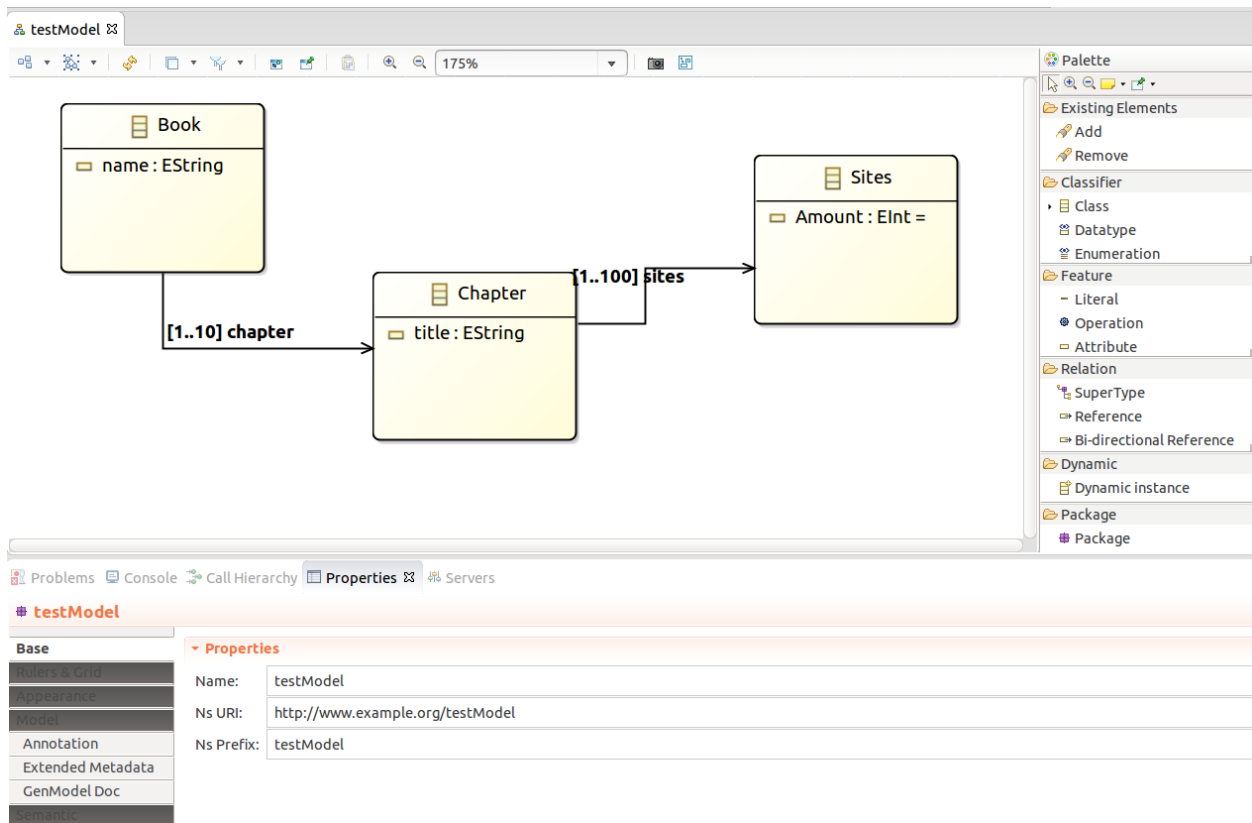 testModel
175%
Book
name : EString
[1..10] chapter
Chapter
title : EString
[1..100] sites
Sites
Amount : EInt =
Palette
Existing Elements
Add
Remove
Classifier
Class
Datatype
Enumeration
Feature
Literal
Operation
Attribute
Relation
SuperType
Reference
Bi-directional Reference
Dynamic
Dynamic instance
Package
Package
Problems Console Call Hierarchy Properties Servers
testModel
Base
Rulers & Grid
Appearance
Model
Annotation
Extended Metadata
GenModel Doc
Semantic
Properties
Name: testModel
Ns URI: http://www.example.org/testModel
Ns Prefix: testModel